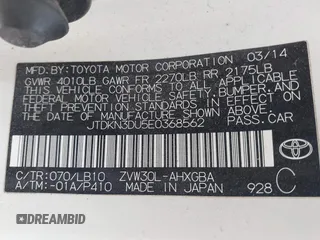 MFD.BY:TOYOTA MOTOR CORPORATION 03/14
GVWR 4010LB GAWR FR 2270LB RR 2175LB
THIS VEHICLE CONFORMS TO ALL APPLICABLE
FEDERAL MOTOR VEHICLE SAFETY, BUMPER, AND
THEFT PREVENTION STANDARDS IN EFFECT ON
THE DATE OF MANUFACTURE SHOWN ABOVE.
JTDKN3DU5E0368562 PASS.CAR
C/TR:070/LB10 ZVW30L-AHXGBA
A/TM:-01A/P410 MADE IN JAPAN 928 C
TOYOTA
DREAMBID